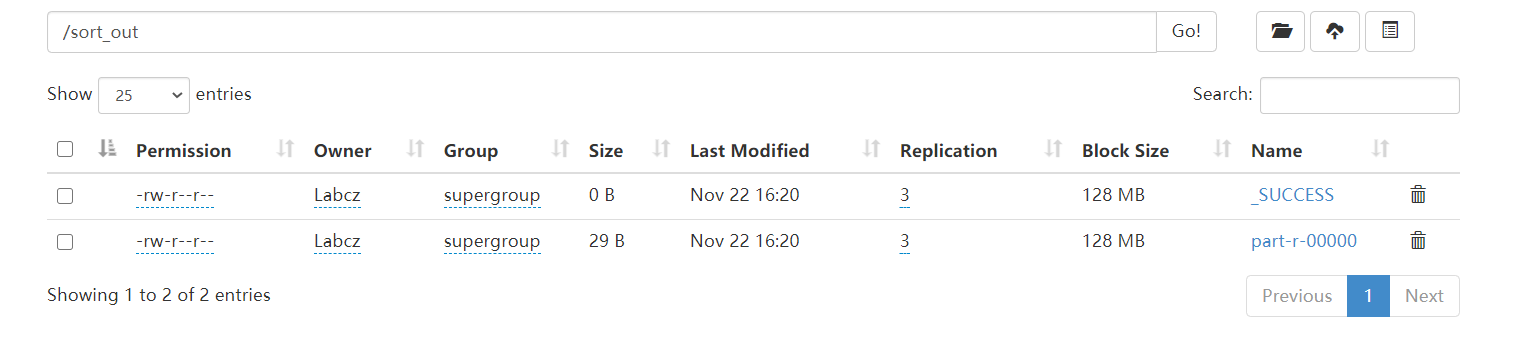 /sort_out Go!
Show 25 entries Search:
Permission Owner Group Size Last Modified Replication Block Size Name
-rw-r--r-- Labcz supergroup 0 B Nov 22 16:20 3 128 MB _SUCCESS
-rw-r--r-- Labcz supergroup 29 B Nov 22 16:20 3 128 MB part-r-00000
Showing 1 to 2 of 2 entries Previous 1 Next